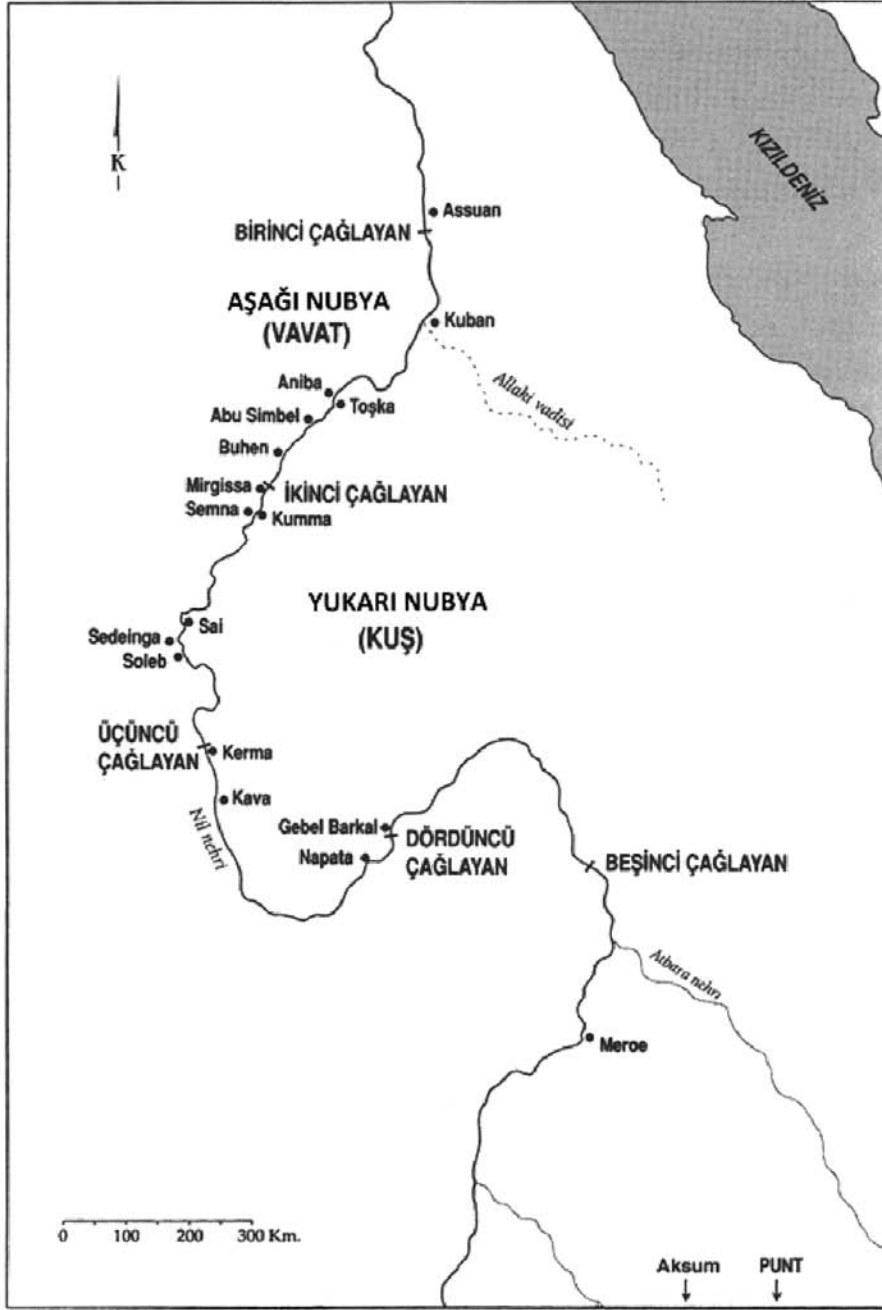 K
KIZILDENİZ
Assuan
BİRİNCİ ÇAĞLAYAN
AŞAĞI NUBYA
(VAVAT)
Kuban
Allaki vadisi
Aniba
Toşka
Abu Simbel
Buhen
Mirgissa
İKİNCİ ÇAĞLAYAN
Semna
Kumma
YUKARI NUBYA
(KUŞ)
Sai
Sedeinga
Soleb
ÜÇÜNCÜ
ÇAĞLAYAN
Kerma
Kava
Nil nehri
Gebel Barkal
DÖRDÜNCÜ
ÇAĞLAYAN
Napata
BEŞİNCİ ÇAĞLAYAN
Atbara nehri
Meroe
0 100 200 300 Km.
Aksum PUNT